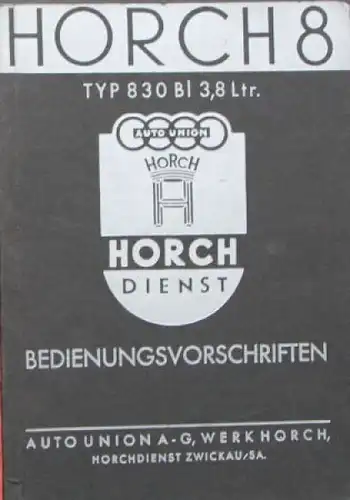 HORCH 8
TYP 830 Bl 3,8 Ltr.
AUTO UNION
HORCH
HORCH
DIENST
BEDIENUNGSVORSCHRIFTEN
AUTO UNION A-G, WERK HORCH,
HORCHDIENST ZWICKAU/SA.